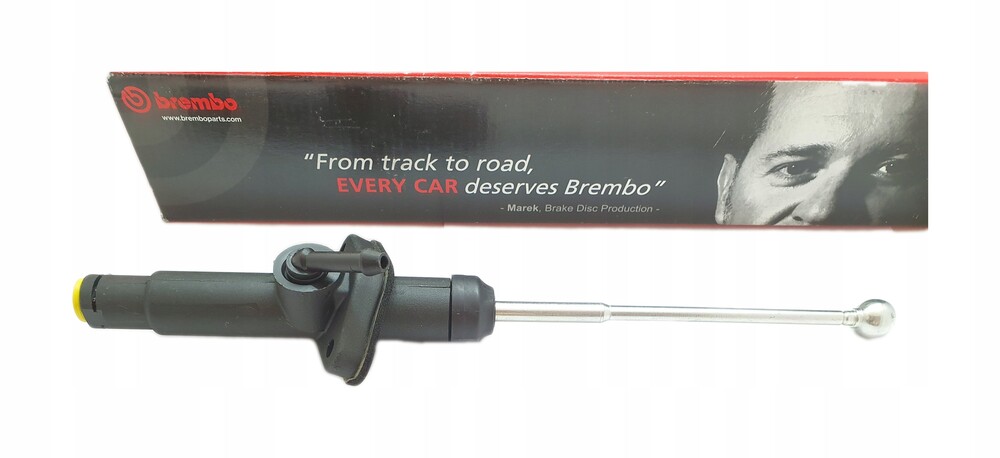 brembo
www.bremboparts.com
"From track to road,
EVERY CAR deserves Brembo"
- Marek, Brake Disc Production -